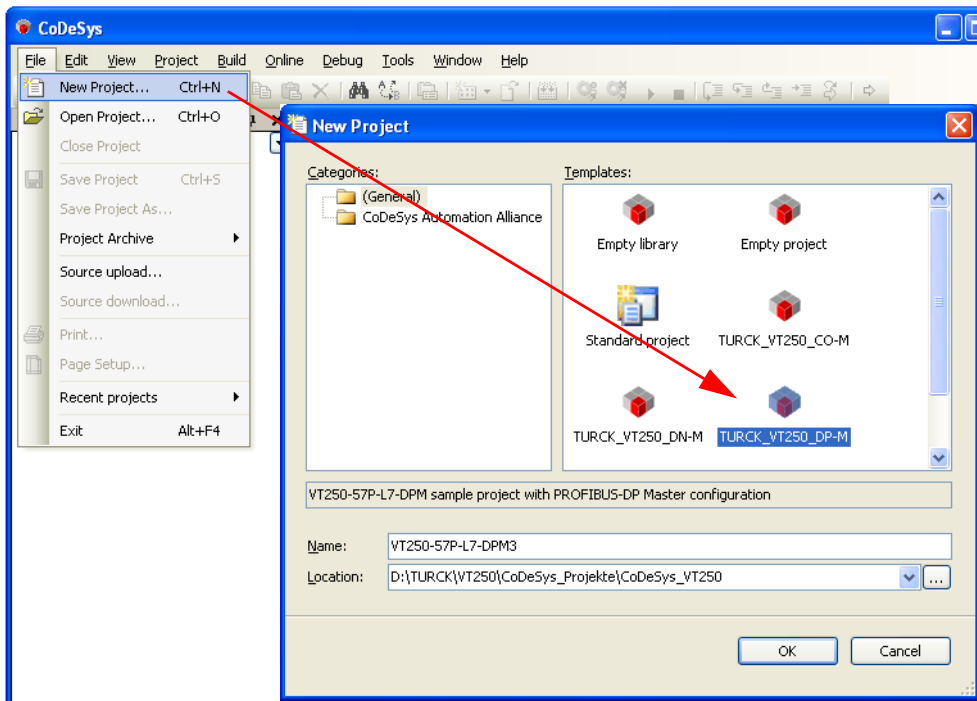 CoDeSys
File Edit View Project Build Online Debug Tools Window Help
New Project... Ctrl+N
Open Project... Ctrl+O
Close Project
Save Project Ctrl+S
Save Project As...
Project Archive
Source upload...
Source download...
Print...
Page Setup...
Recent projects
Exit Alt+F4
New Project
Categories:
(General)
CoDeSys Automation Alliance
Templates:
Empty library Empty project
Standard project TURCK_VT250_CO-M
TURCK_VT250_DN-M TURCK_VT250_DP-M
VT250-57P-L7-DPM sample project with PROFIBUS-DP Master configuration
Name: VT250-57P-L7-DPM3
Location: D:\TURCK\VT250\CoDeSys_Projekte\CoDeSys_VT250
...
OK Cancel